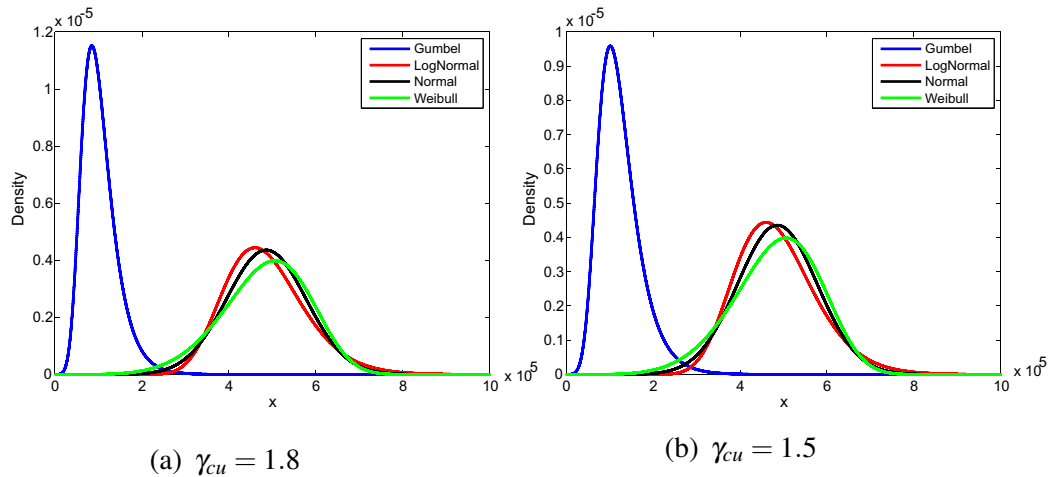 x 10^-5
1.2
1
0.8
0.6
0.4
0.2
0
Density
Gumbel
LogNormal
Normal
Weibull
0 2 4 6 8 10
x 10^5
x
(a) γcu = 1.8
x 10^-5
1
0.9
0.8
0.7
0.6
0.5
0.4
0.3
0.2
0.1
0
Density
Gumbel
LogNormal
Normal
Weibull
0 2 4 6 8 10
x 10^5
x
(b) γcu = 1.5